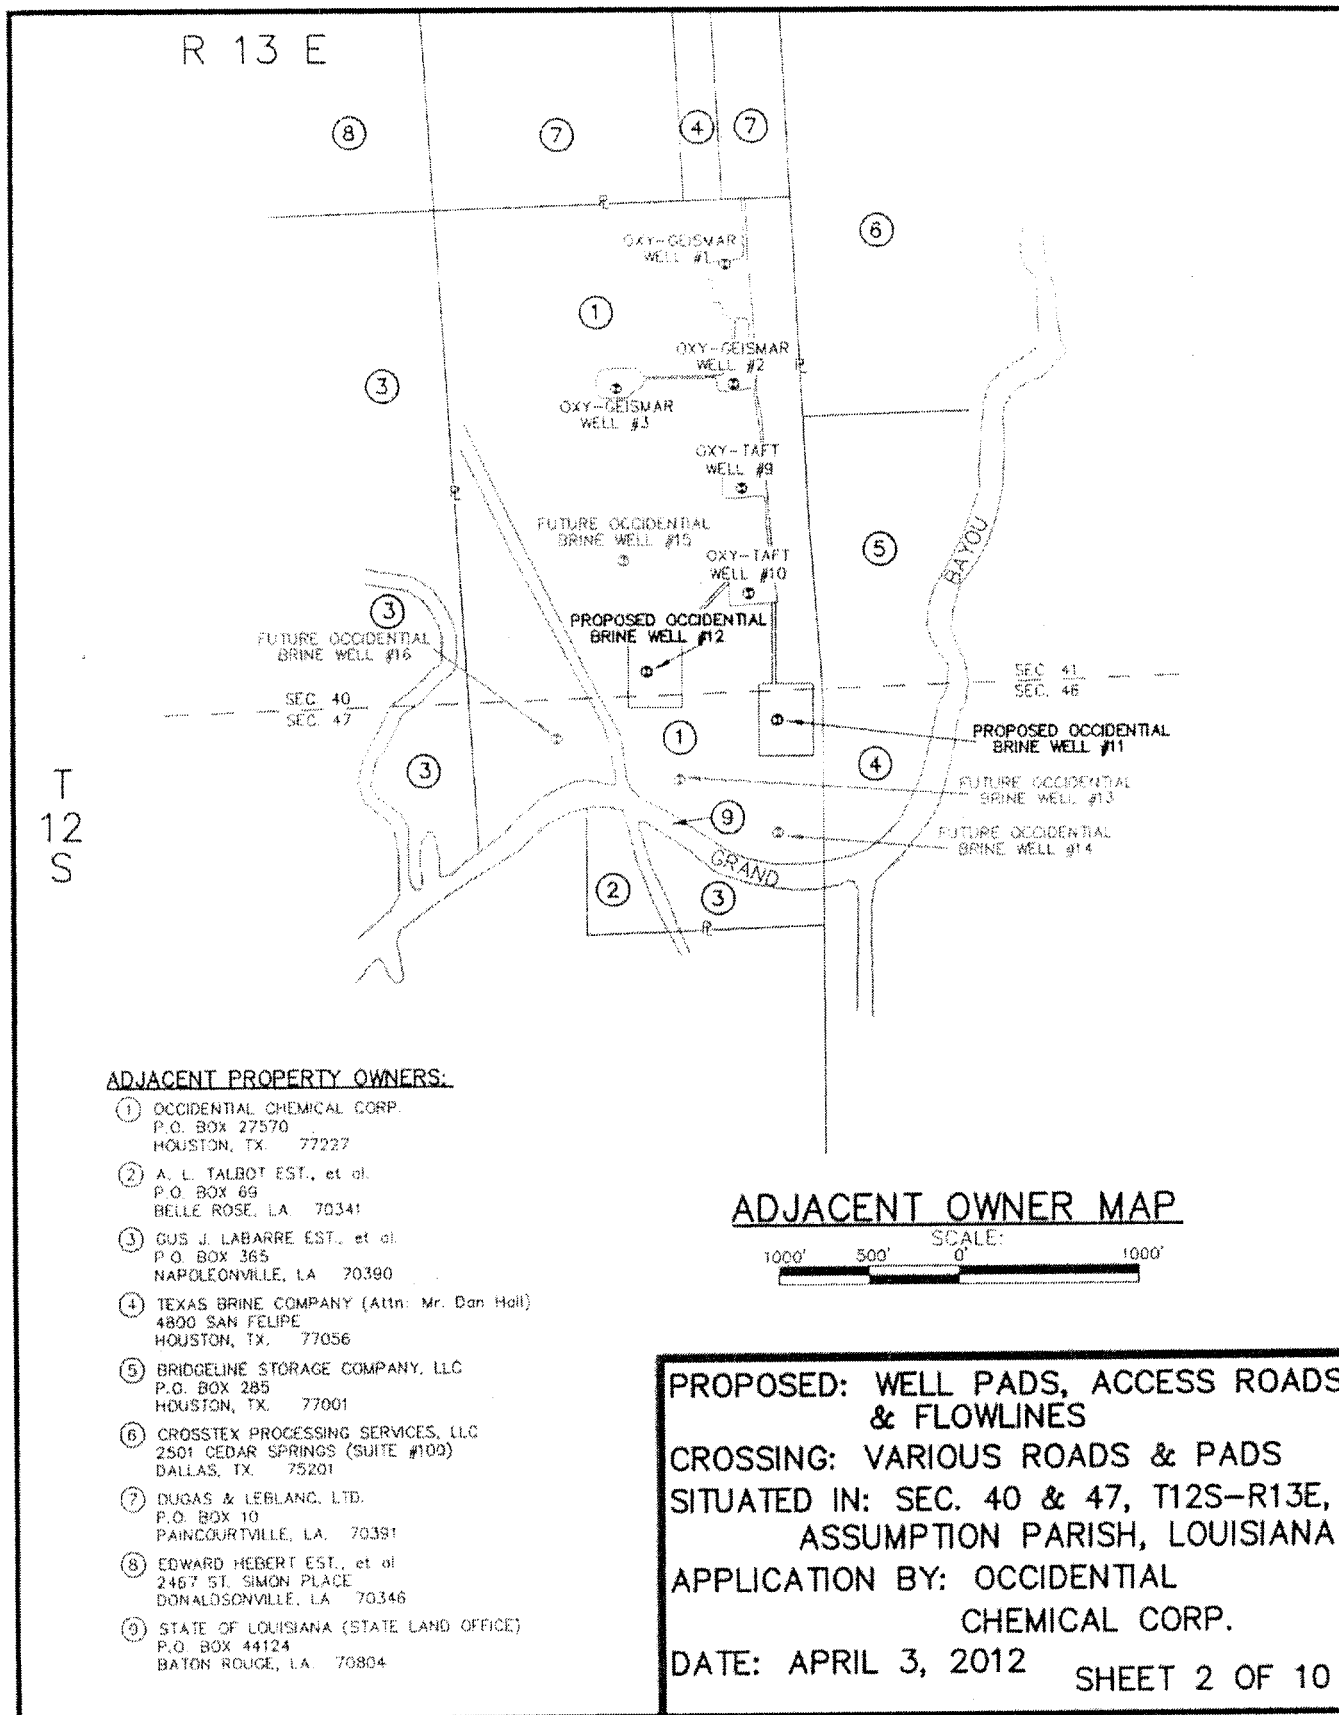 R 13 E
8
7
4
7
6
OXY-GEISMAR
WELL #1
1
OXY-GEISMAR
WELL #2
3
OXY-GEISMAR
WELL #3
OXY-TAFT
WELL #9
FUTURE OCCIDENTIAL
BRINE WELL #15
OXY-TAFT
WELL #10
5
BAYOU
3
PROPOSED OCCIDENTIAL
BRINE WELL #12
FUTURE OCCIDENTIAL
BRINE WELL #16
SEC. 40
SEC. 47
SEC. 41
SEC. 46
PROPOSED OCCIDENTIAL
BRINE WELL #11
1
3
4
FUTURE OCCIDENTIAL
BRINE WELL #13
T
12
S
9
FUTURE OCCIDENTIAL
BRINE WELL #14
GRAND
2
3
ADJACENT PROPERTY OWNERS:
1 OCCIDENTIAL CHEMICAL CORP.
P.O. BOX 27570
HOUSTON, TX. 77227
2 A. L. TALBOT EST., et al.
P.O. BOX 69
BELLE ROSE, LA. 70341
3 GUS J. LABARRE EST., et al.
P.O. BOX 365
NAPOLEONVILLE, LA 70390
4 TEXAS BRINE COMPANY (Attn: Mr. Dan Hall)
4800 SAN FELIPE
HOUSTON, TX. 77056
5 BRIDGELINE STORAGE COMPANY, LLC
P.O. BOX 285
HOUSTON, TX. 77001
6 CROSSTEX PROCESSING SERVICES, LLC
2501 CEDAR SPRINGS (SUITE #100)
DALLAS, TX. 75201
7 DUGAS & LEBLANC, LTD.
P.O. BOX 10
PAINCOURTVILLE, LA. 70391
8 EDWARD HEBERT EST., et al
2467 ST. SIMON PLACE
DONALDSONVILLE, LA 70346
9 STATE OF LOUISIANA (STATE LAND OFFICE)
P.O. BOX 44124
BATON ROUGE, LA. 70804
ADJACENT OWNER MAP
SCALE:
1000' 500' 0' 1000'
PROPOSED: WELL PADS, ACCESS ROADS
& FLOWLINES
CROSSING: VARIOUS ROADS & PADS
SITUATED IN: SEC. 40 & 47, T12S-R13E,
ASSUMPTION PARISH, LOUISIANA
APPLICATION BY: OCCIDENTIAL
CHEMICAL CORP.
DATE: APRIL 3, 2012 SHEET 2 OF 10